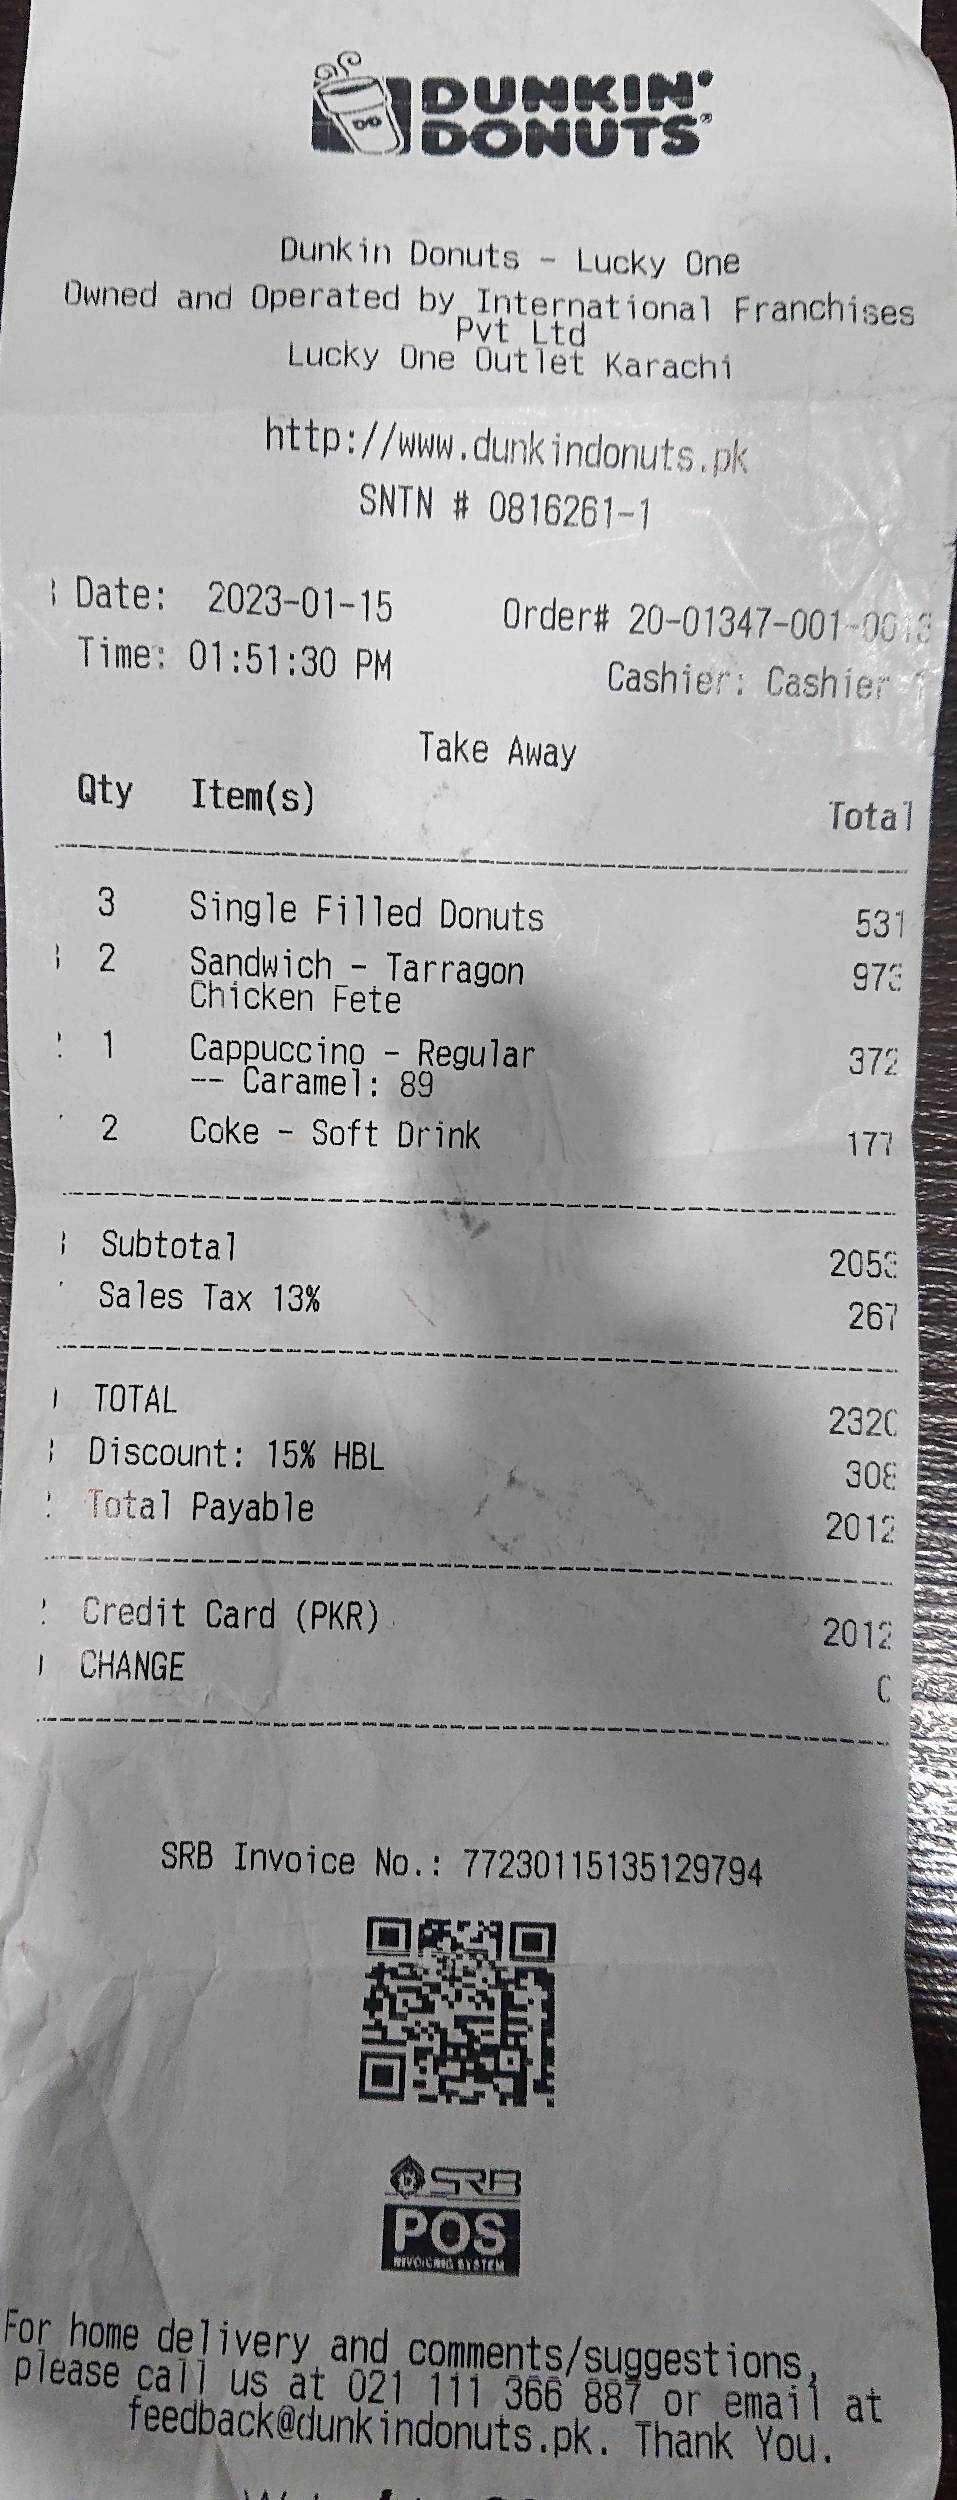 DUNKIN'
DONUTS®
Dunkin Donuts - Lucky One
Owned and Operated by International Franchises
Pvt Ltd
Lucky One Outlet Karachi
http://www.dunkindonuts.pk
SNTN # 0816261-1
Date: 2023-01-15 Order# 20-01347-001-0013
Time: 01:51:30 PM Cashier: Cashier
Take Away
Qty Item(s) Total
3 Single Filled Donuts 531
2 Sandwich - Tarragon 973
Chicken Fete
1 Cappuccino - Regular 372
-- Caramel: 89
2 Coke - Soft Drink 177
Subtotal 2053
Sales Tax 13% 267
TOTAL 2320
Discount: 15% HBL 308
Total Payable 2012
Credit Card (PKR) 2012
CHANGE 0
SRB Invoice No.: 77230115135129794
SRB
POS
INVOICING SYSTEM
For home delivery and comments/suggestions,
please call us at 021 111 366 887 or email at
feedback@dunkindonuts.pk. Thank You.